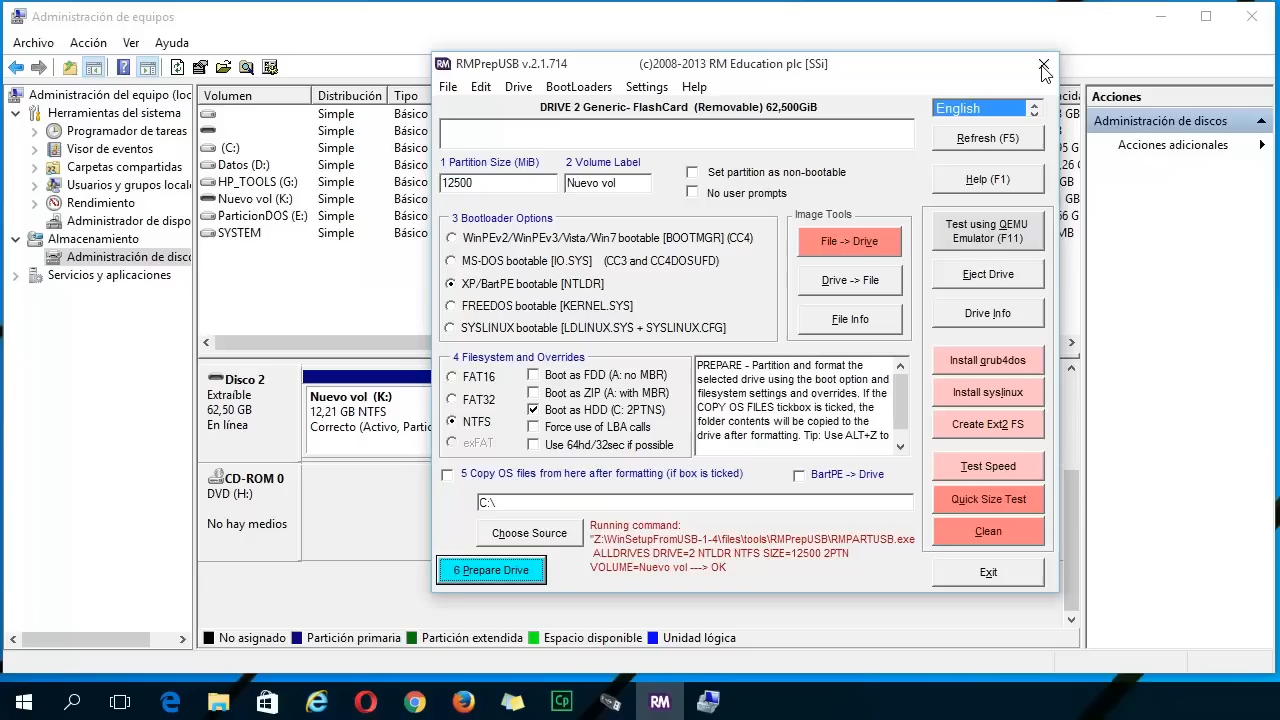 Administración de equipos
Archivo Acción Ver Ayuda
Administración del equipo (loc
Herramientas del sistema
Programador de tareas
Visor de eventos
Carpetas compartidas
Usuarios y grupos locale
Rendimiento
Administrador de dispo
Almacenamiento
Administración de disco
Servicios y aplicaciones
Volumen Distribución Tipo
Básico
Básico
(C:) Básico
Datos (D:) Básico
HP_TOOLS (G:) Básico
Nuevo vol (K:) Básico
ParticionDOS (E:) Básico
SYSTEM Básico
Disco 2
Extraíble
62,50 GB
En línea
Nuevo vol (K:)
12,21 GB NTFS
Correcto (Activo, Partic
CD-ROM 0
DVD (H:)
No hay medios
No asignado Partición primaria Partición extendida Espacio disponible Unidad lógica
Acciones
Administración de discos
Acciones adicionales
RM RMPrepUSB v.2.1.714 (c)2008-2013 RM Education plc [SSi]
File Edit Drive BootLoaders Settings Help
DRIVE 2 Generic- FlashCard (Removable) 62,500GiB
English
Refresh (F5)
1 Partition Size (MiB) 2 Volume Label
12500 Nuevo vol
Set partition as non-bootable
No user prompts
Help (F1)
3 Bootloader Options
WinPEv2/WinPEv3/Vista/Win7 bootable [BOOTMGR] (CC4)
MS-DOS bootable [IO.SYS] (CC3 and CC4DOSUFD)
XP/BartPE bootable [NTLDR]
FREEDOS bootable [KERNEL.SYS]
SYSLINUX bootable [LDLINUX.SYS + SYSLINUX.CFG]
Image Tools
File -> Drive
Drive -> File
File Info
Test using QEMU
Emulator (F11)
Eject Drive
Drive Info
4 Filesystem and Overrides
FAT16
FAT32
NTFS
exFAT
Boot as FDD (A: no MBR)
Boot as ZIP (A: with MBR)
Boot as HDD (C: 2PTNS)
Force use of LBA calls
Use 64hd/32sec if possible
PREPARE - Partition and format the
selected drive using the boot option and
filesystem settings and overrides. If the
COPY OS FILES tickbox is ticked, the
folder contents will be copied to the
drive after formatting. Tip: Use ALT+Z to
Install grub4dos
Install syslinux
Create Ext2 FS
Test Speed
Quick Size Test
Clean
Exit
5 Copy OS files from here after formatting (if box is ticked) BartPE -> Drive
C:\
Choose Source
6 Prepare Drive
Running command:
"Z:\WinSetupFromUSB-1-4\files\tools\RMPrepUSB\RMPARTUSB.exe
ALLDRIVES DRIVE=2 NTLDR NTFS SIZE=12500 2PTN
VOLUME=Nuevo vol ---> OK
Cp
RM